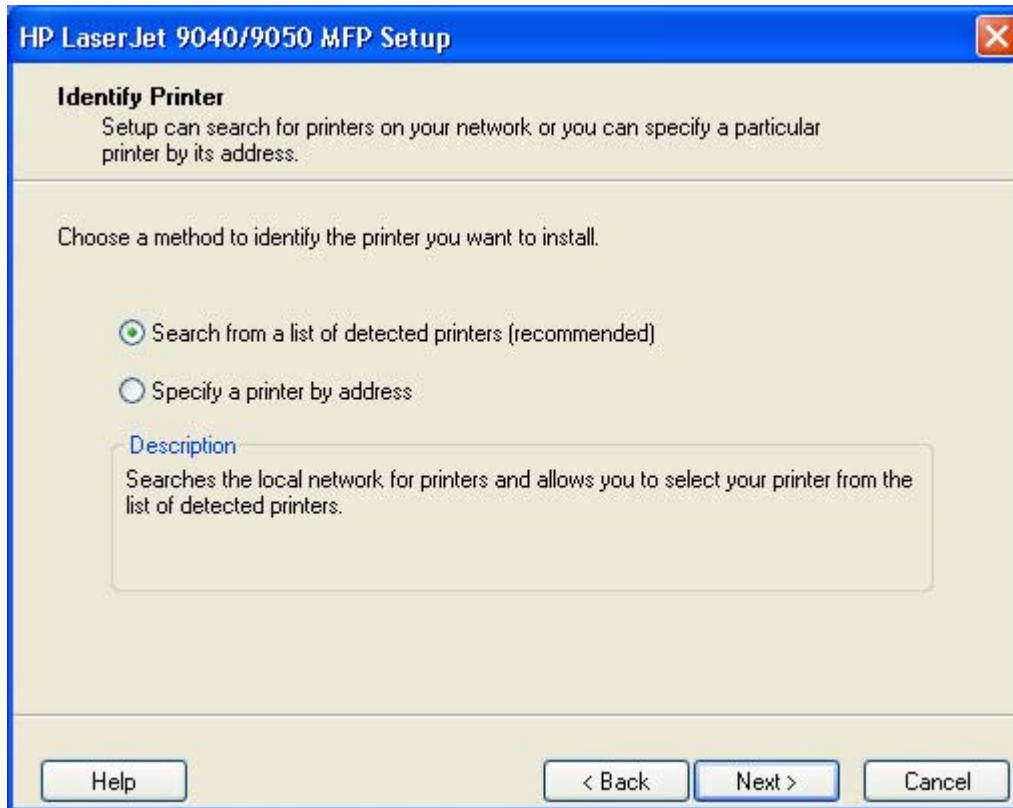 HP LaserJet 9040/9050 MFP Setup
Identify Printer
Setup can search for printers on your network or you can specify a particular
printer by its address.
Choose a method to identify the printer you want to install.
Search from a list of detected printers (recommended)
Specify a printer by address
Description
Searches the local network for printers and allows you to select your printer from the
list of detected printers.
Help
< Back
Next >
Cancel